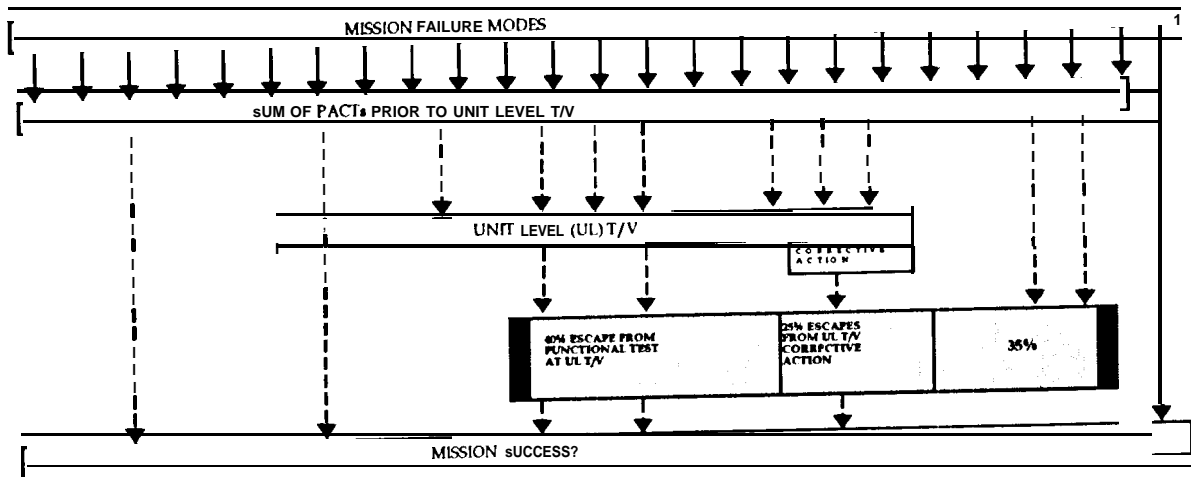 MISSION FAILURE MODES
1
sUM OF PACTs PRIOR TO UNIT LEVEL T/V
UNIT LEVEL (UL) T/V
CORRECTIVE
ACTION
40% ESCAPE FROM
FUNCTIONAL TEST
AT UL T/V
25% ESCAPES
FROM UL T/V
CORRPCTIVE
ACTION
35%
MISSION sUCCESS?